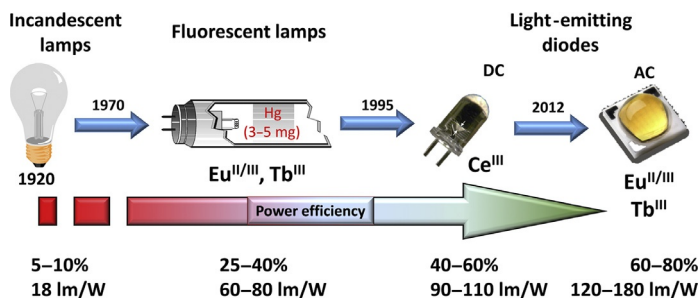 Incandescent
lamps
Fluorescent lamps
Light-emitting
diodes
DC
AC
1970
1995
2012
Hg
(3–5 mg)
1920
Eu^II/III, Tb^III
Ce^III
Eu^II/III
Tb^III
Power efficiency
5–10%
25–40%
40–60%
60–80%
18 lm/W
60–80 lm/W
90–110 lm/W
120–180 lm/W